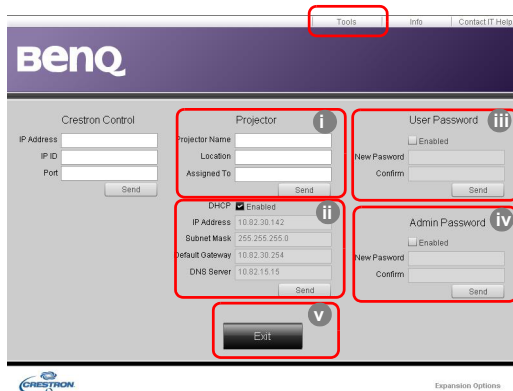 Tools Info Contact IT Help
BenQ
Crestron Control
IP Address
IP ID
Port
Send
Projector
i
Projector Name
Location
Assigned To
Send
DHCP Enabled
ii
IP Address 10.82.30.142
Subnet Mask 255.255.255.0
Default Gateway 10.82.30.254
DNS Server 10.82.15.15
Send
User Password
iii
Enabled
New Pasword
Confirm
Send
Admin Password
iv
Enabled
New Pasword
Confirm
Send
v
Exit
CRESTRON
Expansion Options